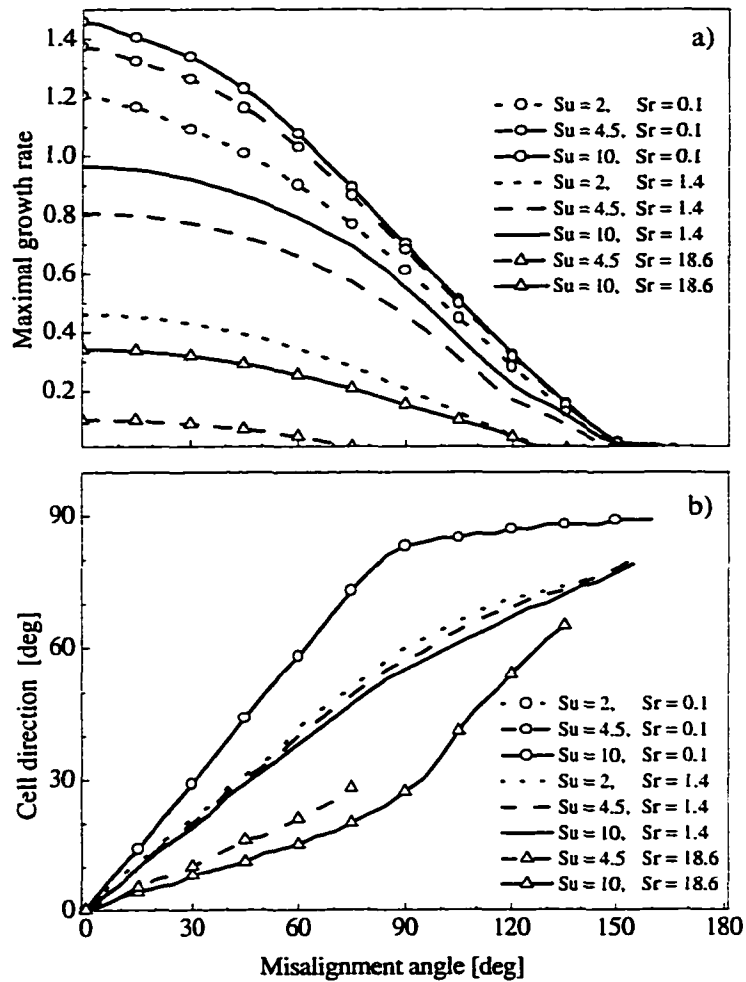 a)
Maximal growth rate
1.4
1.2
1.0
0.8
0.6
0.4
0.2
Su = 2, Sr = 0.1
Su = 4.5, Sr = 0.1
Su = 10, Sr = 0.1
Su = 2, Sr = 1.4
Su = 4.5, Sr = 1.4
Su = 10, Sr = 1.4
Su = 4.5 Sr = 18.6
Su = 10, Sr = 18.6
b)
Cell direction [deg]
90
60
30
0
Su = 2, Sr = 0.1
Su = 4.5, Sr = 0.1
Su = 10, Sr = 0.1
Su = 2, Sr = 1.4
Su = 4.5, Sr = 1.4
Su = 10, Sr = 1.4
Su = 4.5 Sr = 18.6
Su = 10, Sr = 18.6
0 30 60 90 120 150 180
Misalignment angle [deg]